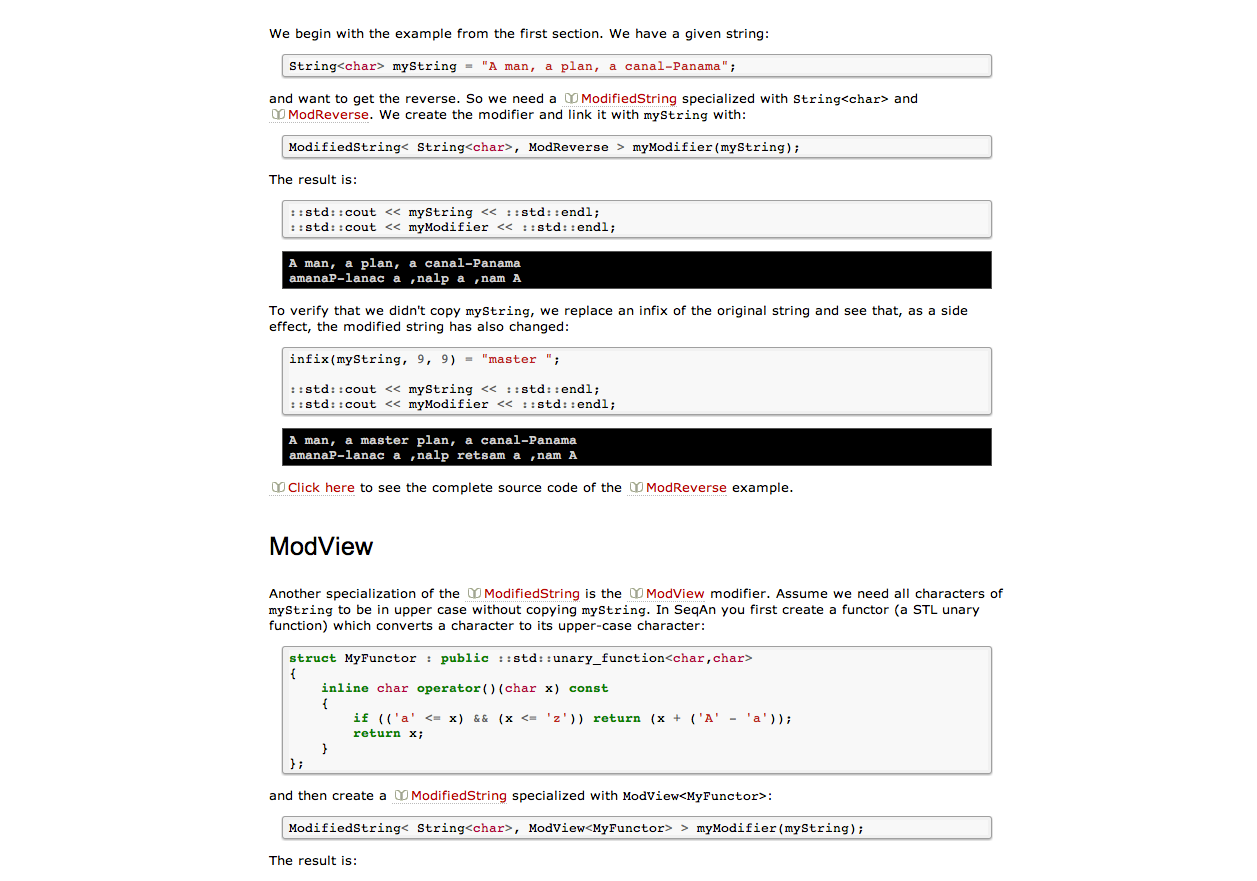 We begin with the example from the first section. We have a given string:
String<char> myString = "A man, a plan, a canal-Panama";
and want to get the reverse. So we need a ModifiedString specialized with String<char> and
ModReverse. We create the modifier and link it with myString with:
ModifiedString< String<char>, ModReverse > myModifier(myString);
The result is:
::std::cout << myString << ::std::endl;
::std::cout << myModifier << ::std::endl;
A man, a plan, a canal-Panama
amanaP-lanac a ,nalp a ,nam A
To verify that we didn't copy myString, we replace an infix of the original string and see that, as a side
effect, the modified string has also changed:
infix(myString, 9, 9) = "master ";
::std::cout << myString << ::std::endl;
::std::cout << myModifier << ::std::endl;
A man, a master plan, a canal-Panama
amanaP-lanac a ,nalp retsam a ,nam A
Click here to see the complete source code of the ModReverse example.
ModView
Another specialization of the ModifiedString is the ModView modifier. Assume we need all characters of
myString to be in upper case without copying myString. In SeqAn you first create a functor (a STL unary
function) which converts a character to its upper-case character:
struct MyFunctor : public ::std::unary_function<char,char>
{
    inline char operator()(char x) const
    {
        if (('a' <= x) && (x <= 'z')) return (x + ('A' - 'a'));
        return x;
    }
};
and then create a ModifiedString specialized with ModView<MyFunctor>:
ModifiedString< String<char>, ModView<MyFunctor> > myModifier(myString);
The result is: